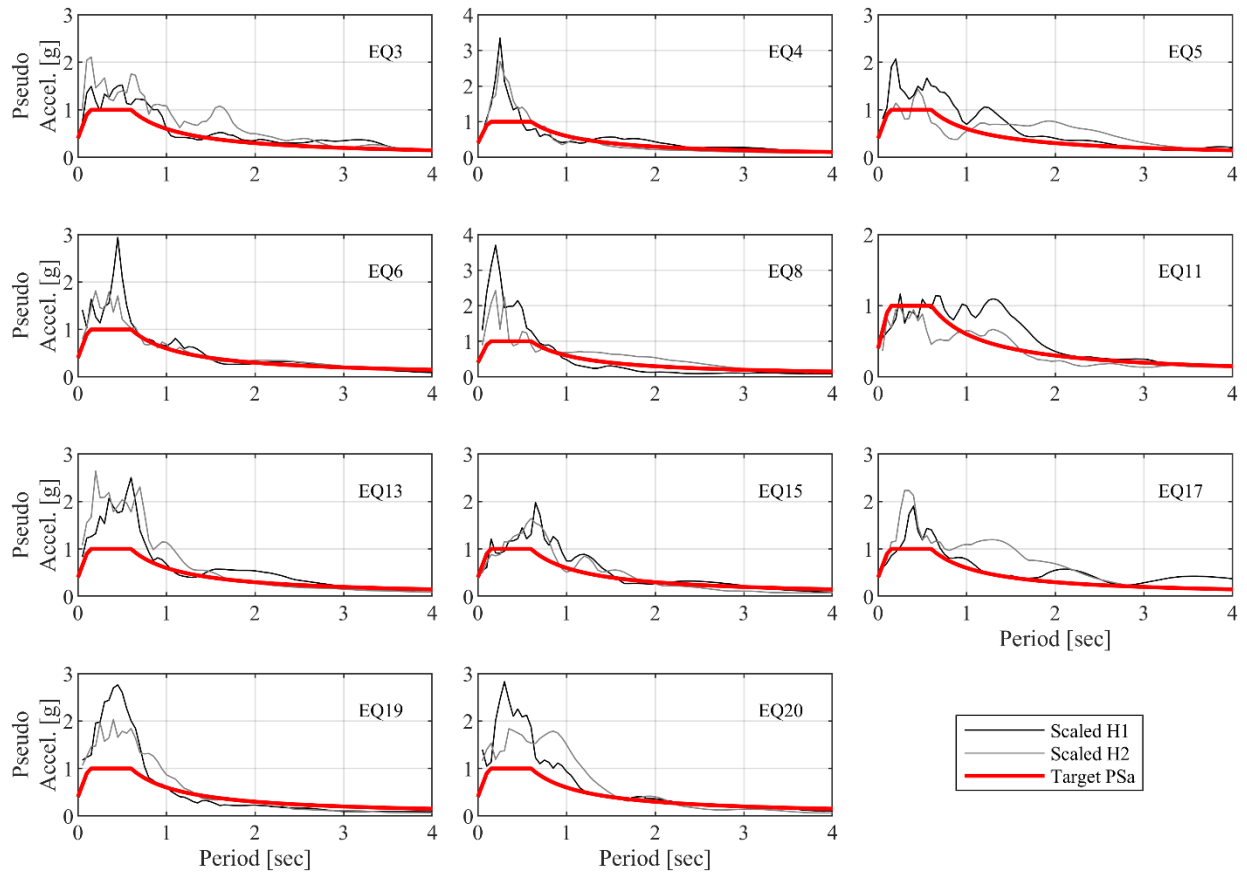 3
2
1
0
Pseudo
Accel. [g]
EQ3
0 1 2 3 4
4
3
2
1
0
EQ4
0 1 2 3 4
3
2
1
0
EQ5
0 1 2 3 4
3
2
1
0
Pseudo
Accel. [g]
EQ6
0 1 2 3 4
4
3
2
1
0
EQ8
0 1 2 3 4
2
1
0
EQ11
0 1 2 3 4
3
2
1
0
Pseudo
Accel. [g]
EQ13
0 1 2 3 4
3
2
1
0
EQ15
0 1 2 3 4
3
2
1
0
EQ17
0 1 2 3 4
Period [sec]
3
2
1
0
Pseudo
Accel. [g]
EQ19
0 1 2 3 4
Period [sec]
3
2
1
0
EQ20
0 1 2 3 4
Period [sec]
Scaled H1
Scaled H2
Target PSa